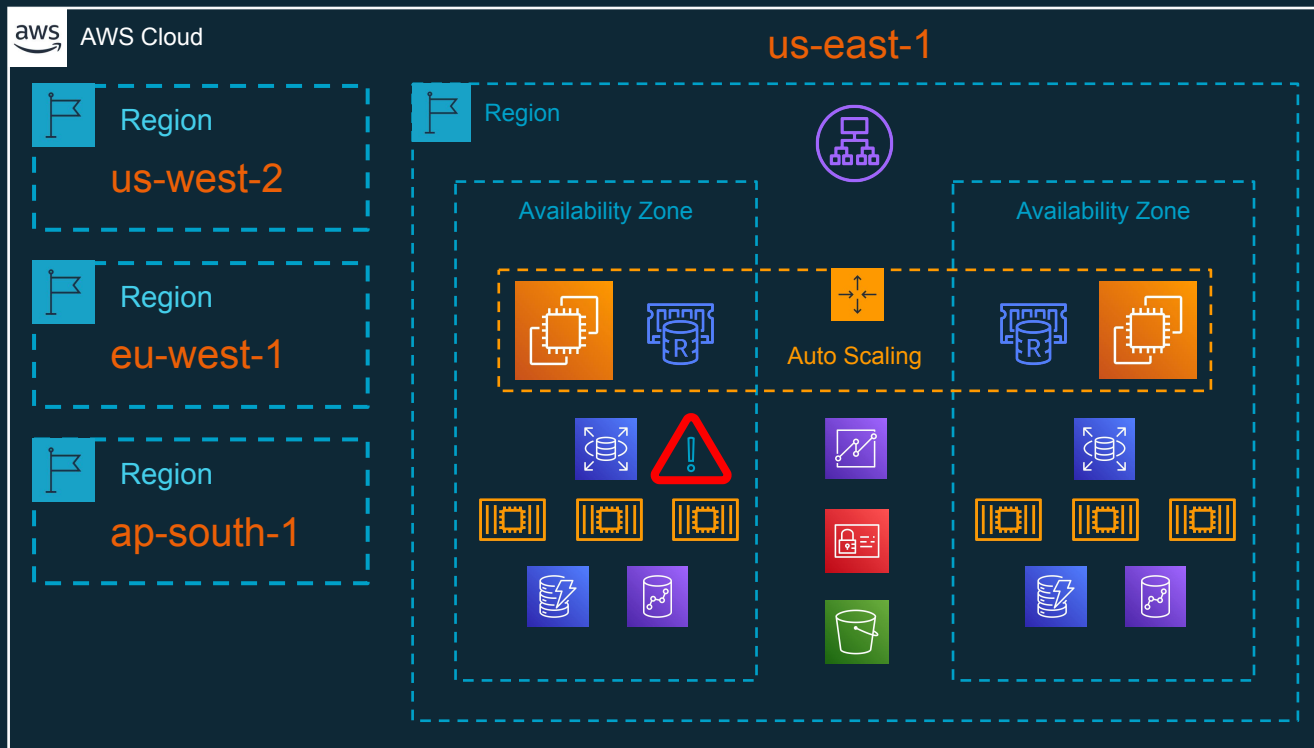 aws
AWS Cloud
us-east-1
Region
us-west-2
Region
eu-west-1
Region
ap-south-1
Region
Availability Zone
Availability Zone
R
Auto Scaling
R
!